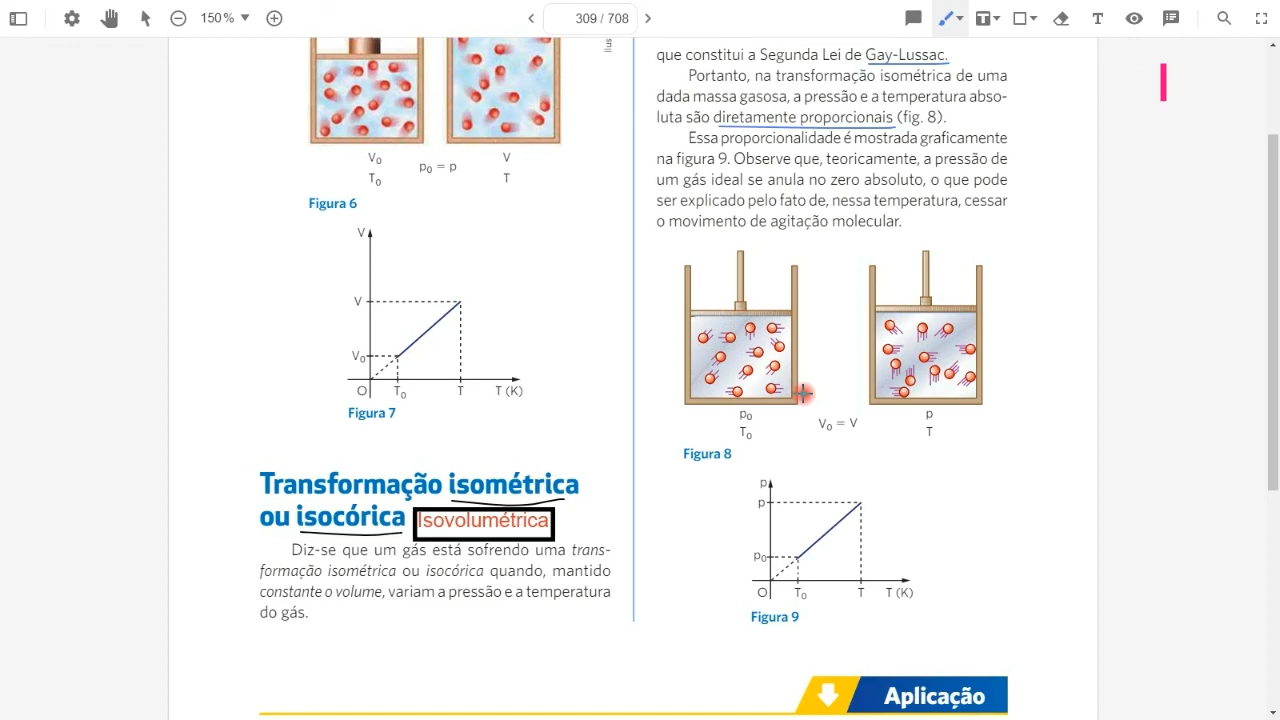 150%
309 / 708
T
T
Ilus
V₀ V
p₀ = p
T₀ T
Figura 6
V
V
V₀
O T₀ T T (K)
Figura 7
Transformação isométrica
ou isocórica Isovolumétrica
Diz-se que um gás está sofrendo uma trans-
formação isométrica ou isocórica quando, mantido
constante o volume, variam a pressão e a temperatura
do gás.
que constitui a Segunda Lei de Gay-Lussac.
Portanto, na transformação isométrica de uma
dada massa gasosa, a pressão e a temperatura abso-
luta são diretamente proporcionais (fig. 8).
Essa proporcionalidade é mostrada graficamente
na figura 9. Observe que, teoricamente, a pressão de
um gás ideal se anula no zero absoluto, o que pode
ser explicado pelo fato de, nessa temperatura, cessar
o movimento de agitação molecular.
p₀ p
V₀ = V
T₀ T
Figura 8
p
p
p₀
O T₀ T T (K)
Figura 9
Aplicação